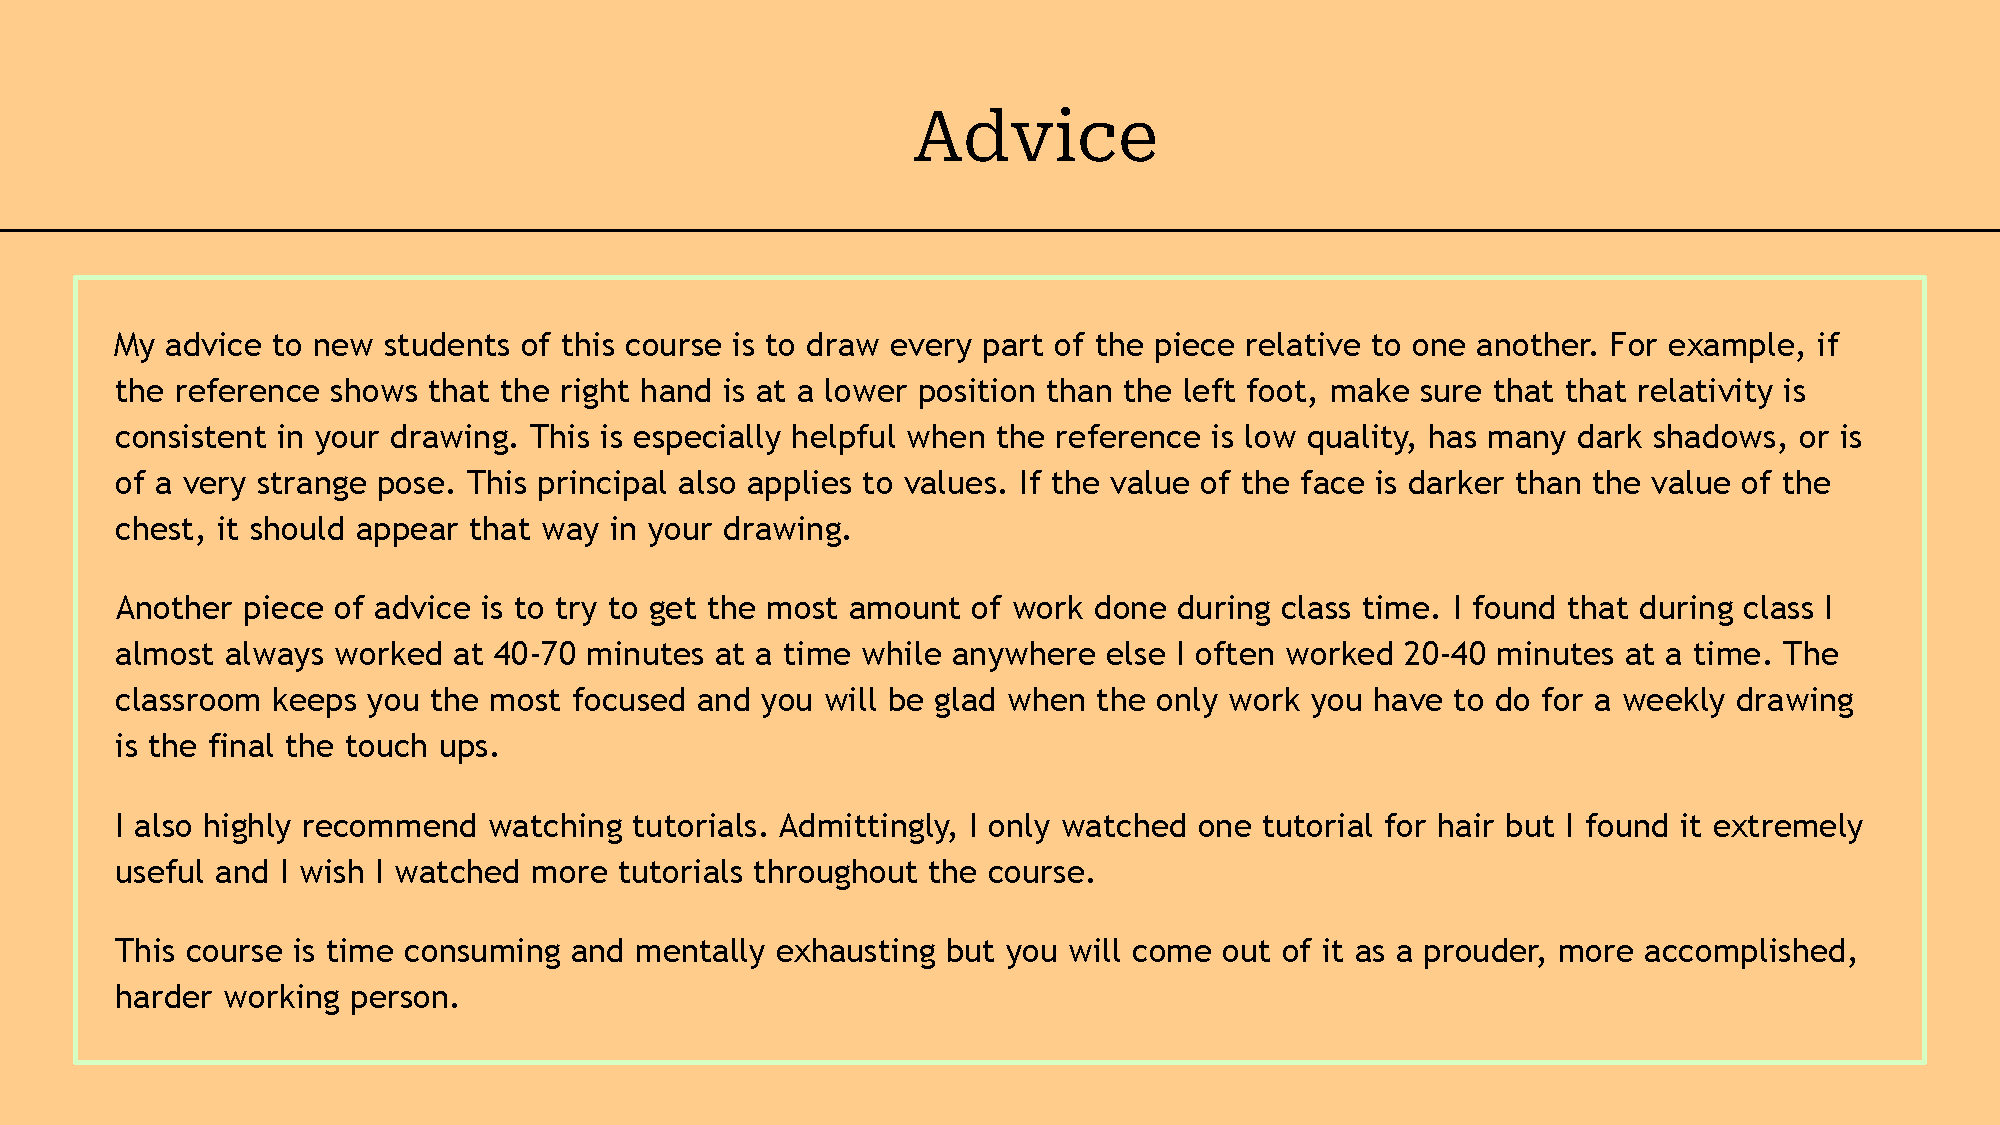 Advice
My advice to new students of this course is to draw every part of the piece relative to one another. For example, if
the reference shows that the right hand is at a lower position than the left foot, make sure that that relativity is
consistent in your drawing. This is especially helpful when the reference is low quality, has many dark shadows, or is
of a very strange pose. This principal also applies to values. If the value of the face is darker than the value of the
chest, it should appear that way in your drawing.
Another piece of advice is to try to get the most amount of work done during class time. I found that during class I
almost always worked at 40-70 minutes at a time while anywhere else I often worked 20-40 minutes at a time. The
classroom keeps you the most focused and you will be glad when the only work you have to do for a weekly drawing
is the final the touch ups.
I also highly recommend watching tutorials. Admittingly, I only watched one tutorial for hair but I found it extremely
useful and I wish I watched more tutorials throughout the course.
This course is time consuming and mentally exhausting but you will come out of it as a prouder, more accomplished,
harder working person.